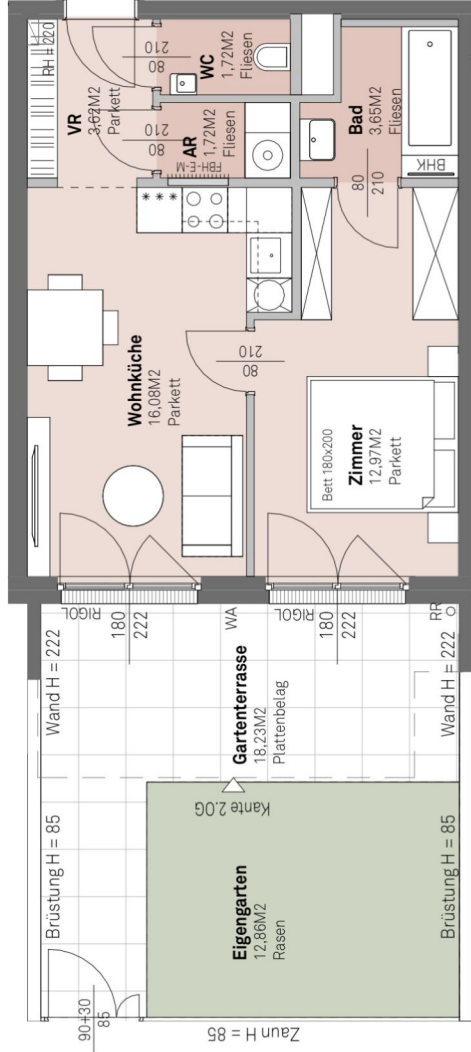 RH = 220
VR
3,62M2
Parkett
80
210
WC
1,72M2
Fliesen
80
210
AR
1,72M2
Fliesen
FBH-E-M
Bad
3,65M2
Fliesen
BHK
80
210
***
Wohnküche
16,08M2
Parkett
80
210
Bett 180x200
Zimmer
12,97M2
Parkett
RIGOL
180
222
WA
RIGOL
180
222
RR
Wand H = 222
Wand H = 222
Gartenterrasse
18,23M2
Plattenbelag
Kante 2.OG
Brüstung H = 85
Brüstung H = 85
Eigengarten
12,86M2
Rasen
90+30
85
Zaun H = 85